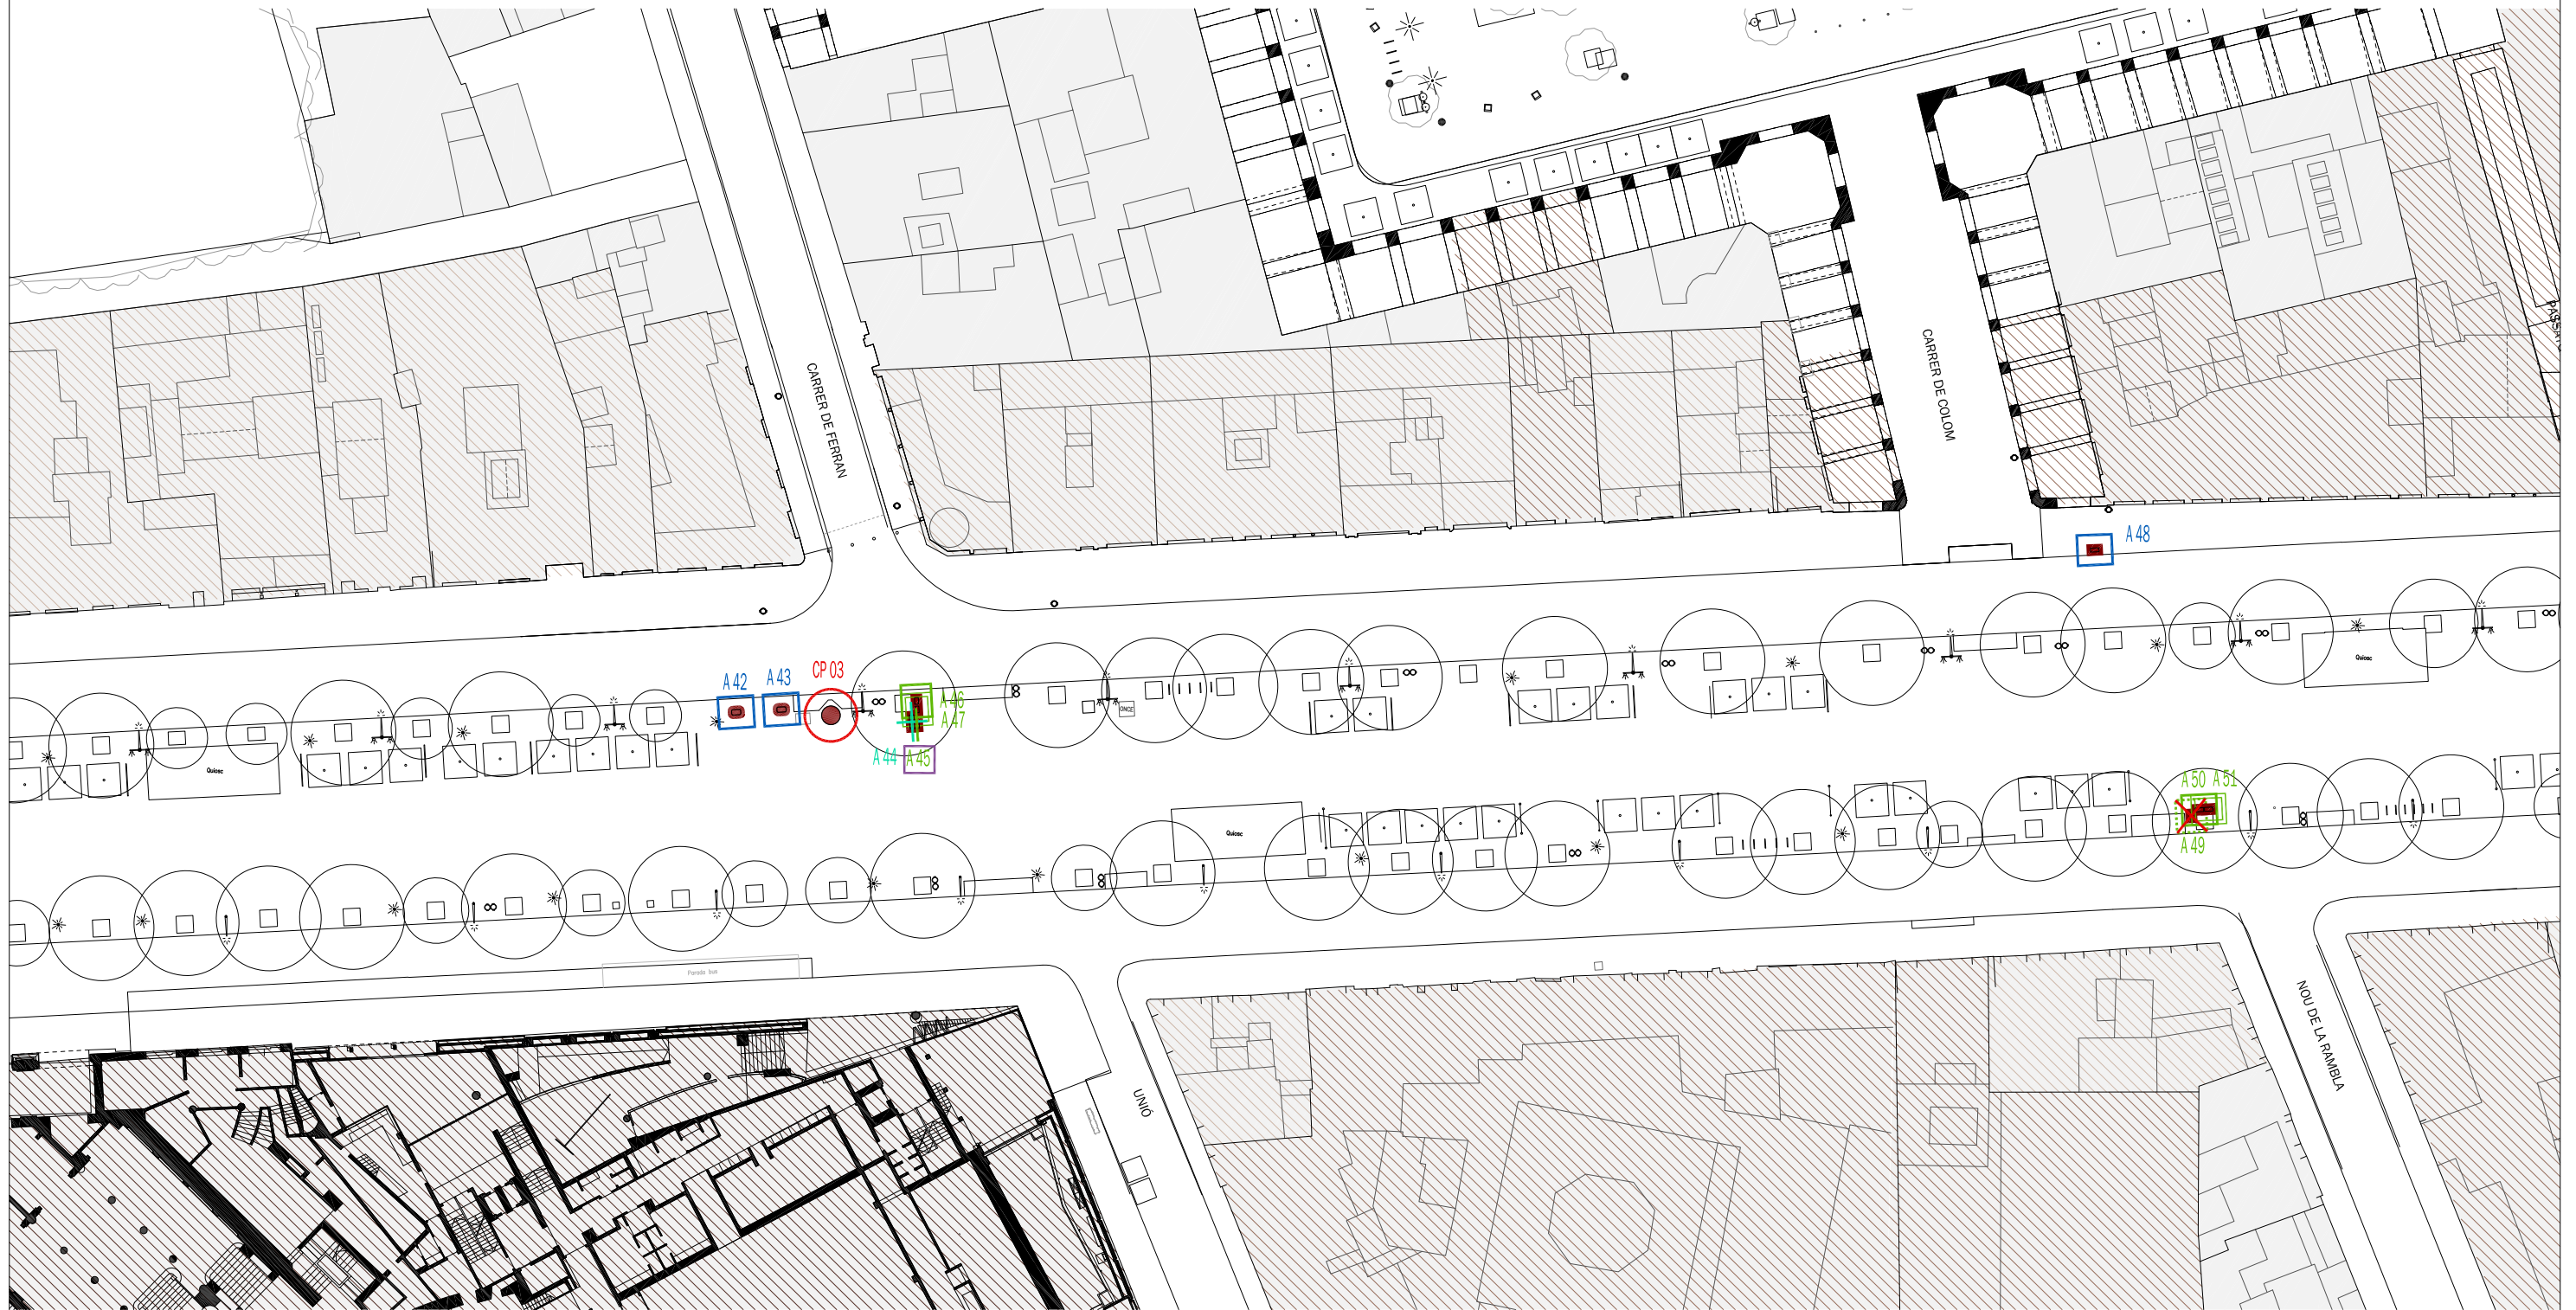 CARRER DE FERRAN
CARRER DE COLOM
A 48
CP 03
A 43
A 42
A 46
A 47
A 44
A 45
ONCE
Quiosc
Quiosc
Quiosc
A 50
A 51
A 49
Parada bus
UNIÓ
NOU DE LA RAMBLA